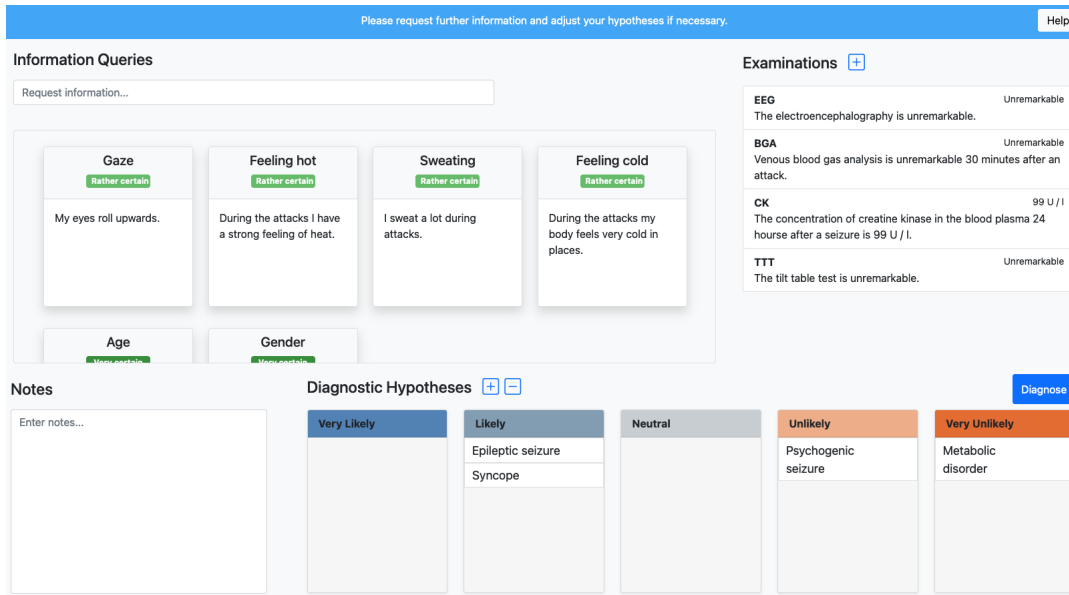 Please request further information and adjust your hypotheses if necessary.
Help
Information Queries
Request information...
Gaze
Rather certain
My eyes roll upwards.
Feeling hot
Rather certain
During the attacks I have
a strong feeling of heat.
Sweating
Rather certain
I sweat a lot during
attacks.
Feeling cold
Rather certain
During the attacks my
body feels very cold in
places.
Age
Very certain
Gender
Very certain
Examinations
EEG
Unremarkable
The electroencephalography is unremarkable.
BGA
Unremarkable
Venous blood gas analysis is unremarkable 30 minutes after an
attack.
CK
99 U / l
The concentration of creatine kinase in the blood plasma 24
hourse after a seizure is 99 U / l.
TTT
Unremarkable
The tilt table test is unremarkable.
Notes
Enter notes...
Diagnostic Hypotheses
Diagnose
Very Likely
Likely
Epileptic seizure
Syncope
Neutral
Unlikely
Psychogenic
seizure
Very Unlikely
Metabolic
disorder